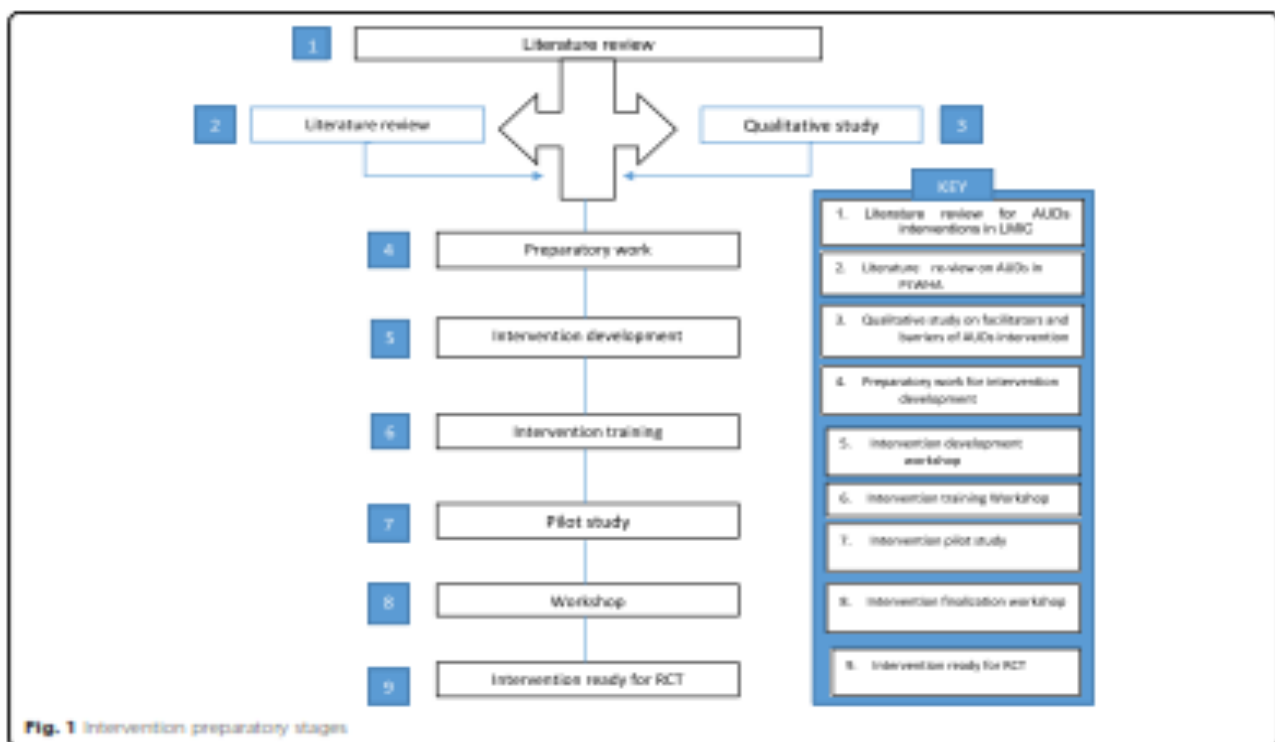 1
Literature review
2
Literature review
Qualitative study
3
KEY
1. Literature review for AUDs
interventions in LMIC
4
Preparatory work
2. Literature re-view on AUDs in
5
Intervention development
3. Qualitative study on facilitators and
barriers of AUDs intervention
4. Preparatory work for intervention
development
6
Intervention training
5. Intervention development
workshop
6. Intervention training Workshop
7
Pilot study
7. Intervention pilot study
8
Workshop
8. Intervention finalization workshop
9
Intervention ready for RCT
9. Intervention ready for RCT
Fig. 1 Intervention preparatory stages